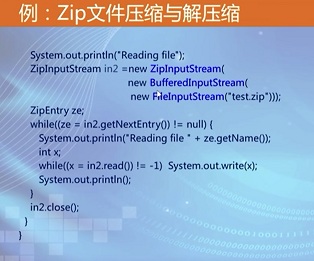 例：Zip文件压缩与解压缩
System.out.println("Reading file");
ZipInputStream in2 =new ZipInputStream(
new BufferedInputStream(
new FileInputStream("test.zip")));
ZipEntry ze;
while((ze = in2.getNextEntry()) != null) {
System.out.println("Reading file " + ze.getName());
int x;
while((x = in2.read()) != -1) System.out.write(x);
System.out.println();
}
in2.close();
}
}